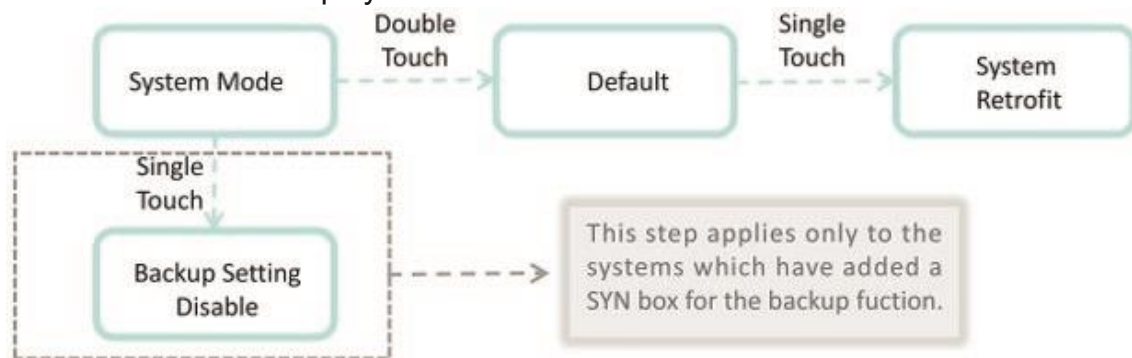 Double
Touch
Single
Touch
System Mode
Default
System
Retrofit
Single
Touch
Backup Setting
Disable
This step applies only to the
systems which have added a
SYN box for the backup fuction.